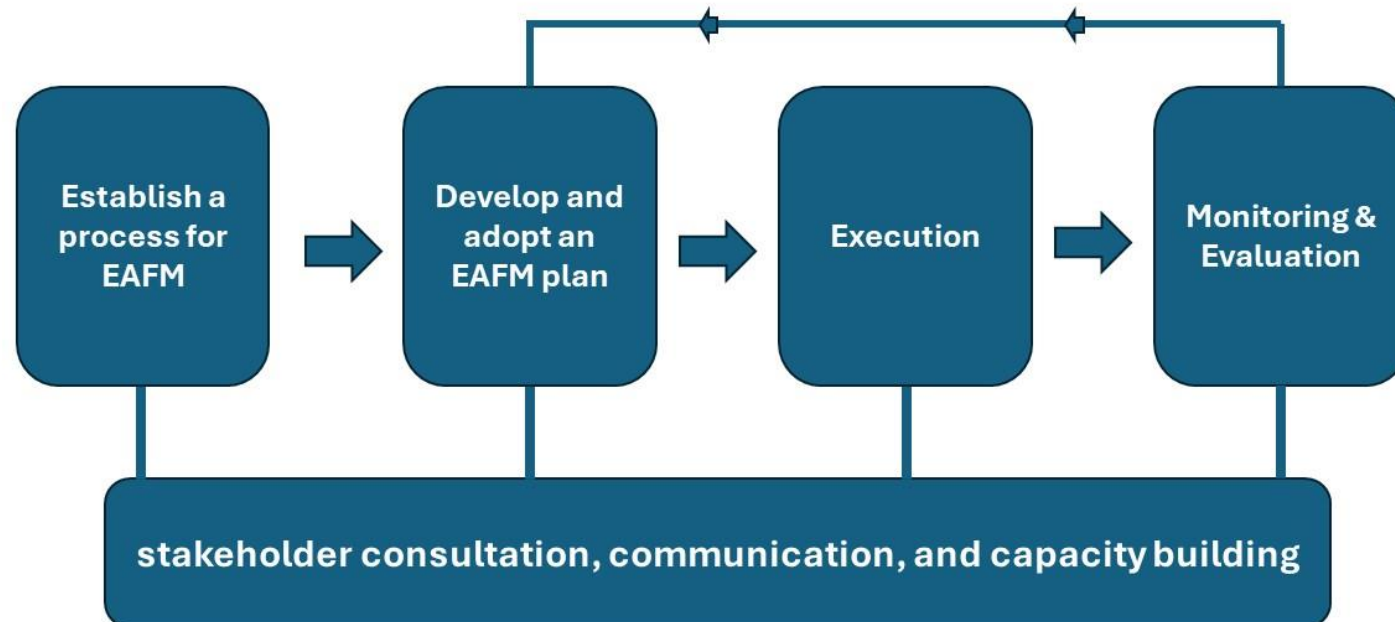 Establish a
process for
EAFM
Develop and
adopt an
EAFM plan
Execution
Monitoring &
Evaluation
stakeholder consultation, communication, and capacity building